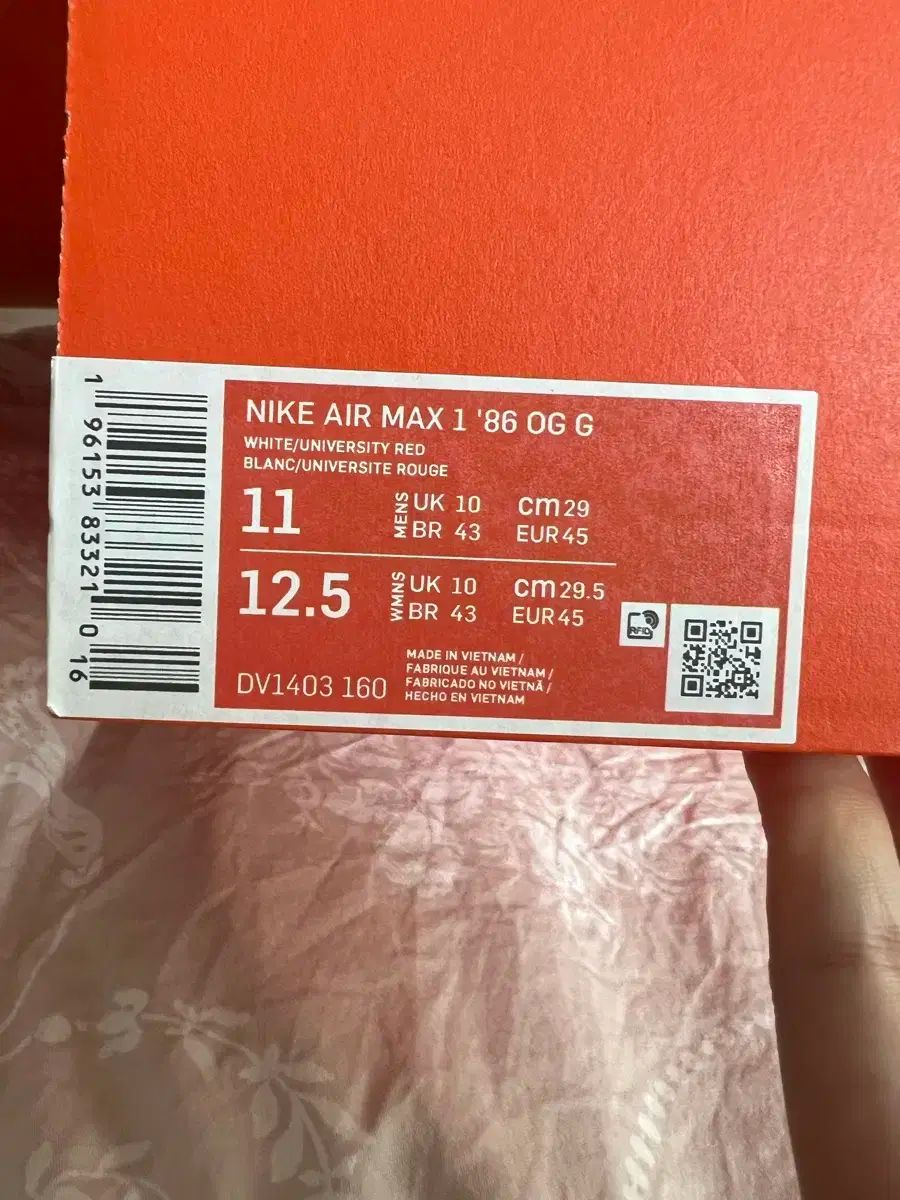 NIKE AIR MAX 1 '86 OG G
WHITE/UNIVERSITY RED
BLANC/UNIVERSITE ROUGE
11 MENS UK 10 cm 29
BR 43 EUR 45
12.5 WMNS UK 10 cm 29.5
BR 43 EUR 45
RFID
DV1403 160
MADE IN VIETNAM /
FABRIQUE AU VIETNAM /
FABRICADO NO VIETNÃ /
HECHO EN VIETNAM
1 96153 83321 0 16